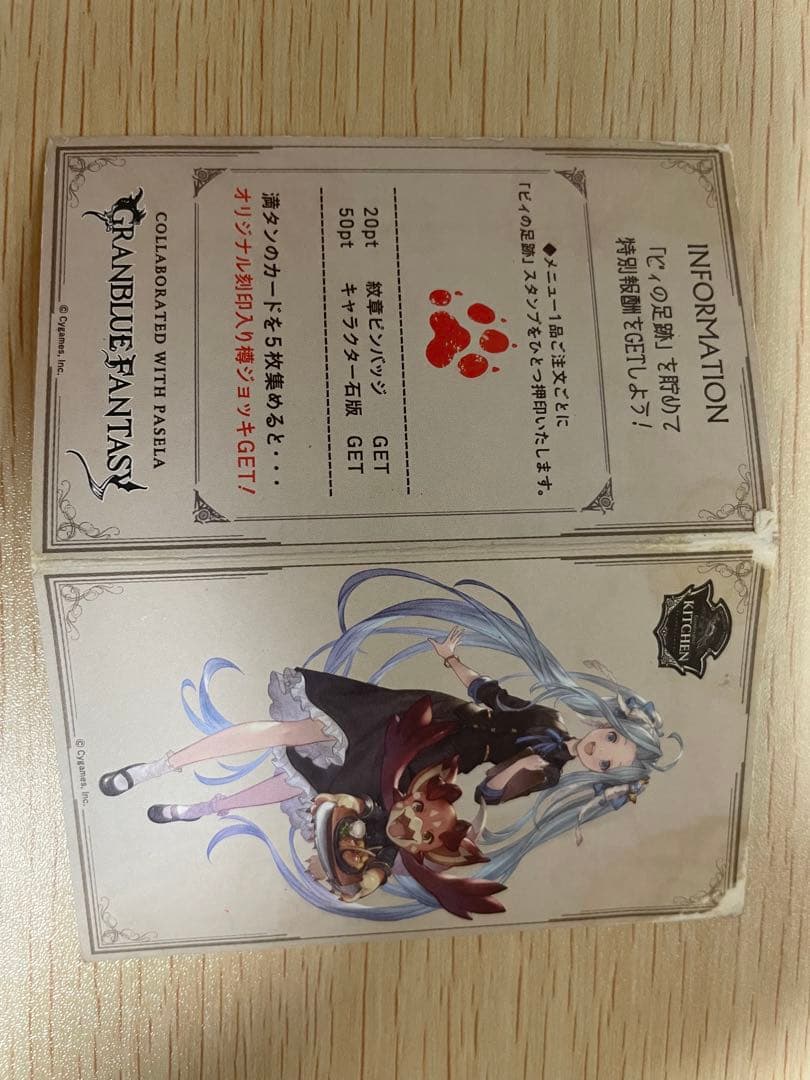 INFORMATION
「ビィの足跡」を貯めて
特別報酬をGETしよう!
◆メニュー1品ご注文ごとに
「ビィの足跡」スタンプをひとつ押印いたします。
20pt 紋章ピンバッジ GET
50pt キャラクター石版 GET
満タンのカードを5枚集めると・・・
オリジナル刻印入り樽ジョッキGET!
COLLABORATED WITH PASELA
GRANBLUE FANTASY
© Cygames, Inc.
KITCHEN
© Cygames, Inc.